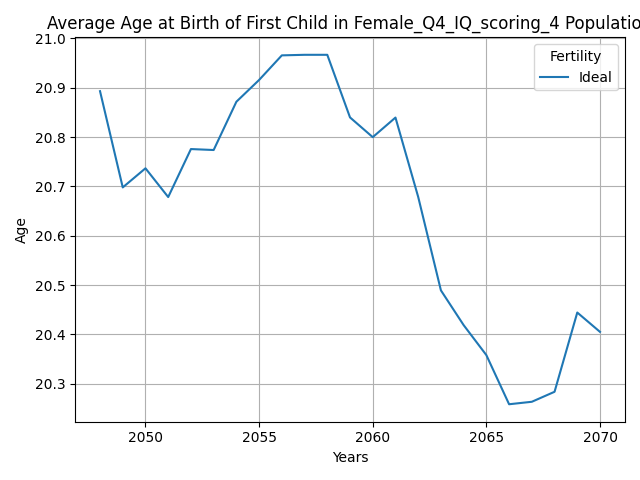 Average Age at Birth of First Child in Female_Q4_IQ_scoring_4 Populatio
Fertility
Ideal
21.0
20.9
20.8
20.7
20.6
20.5
20.4
20.3
Age
2050 2055 2060 2065 2070
Years